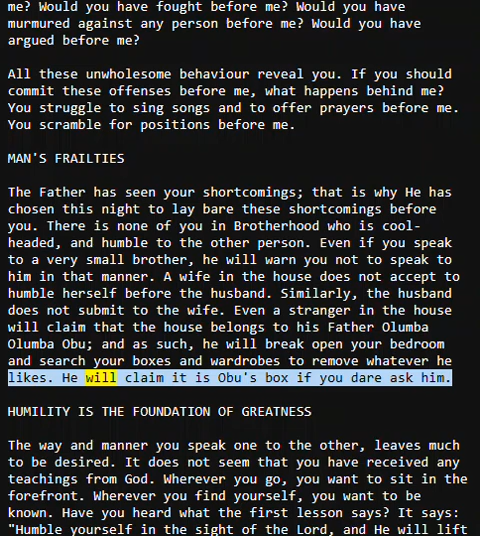 me? Would you have fought before me? Would you have
murmured against any person before me? Would you have
argued before me?
All these unwholesome behaviour reveal you. If you should
commit these offenses before me, what happens behind me?
You struggle to sing songs and to offer prayers before me.
You scramble for positions before me.
MAN'S FRAILTIES
The Father has seen your shortcomings; that is why He has
chosen this night to lay bare these shortcomings before
you. There is none of you in Brotherhood who is cool-
headed, and humble to the other person. Even if you speak
to a very small brother, he will warn you not to speak to
him in that manner. A wife in the house does not accept to
humble herself before the husband. Similarly, the husband
does not submit to the wife. Even a stranger in the house
will claim that the house belongs to his Father Olumba
Olumba Obu; and as such, he will break open your bedroom
and search your boxes and wardrobes to remove whatever he
likes. He will claim it is Obu's box if you dare ask him.
HUMILITY IS THE FOUNDATION OF GREATNESS
The way and manner you speak one to the other, leaves much
to be desired. It does not seem that you have received any
teachings from God. Wherever you go, you want to sit in the
forefront. Wherever you find yourself, you want to be
known. Have you heard what the first lesson says? It says:
"Humble yourself in the sight of the Lord, and He will lift